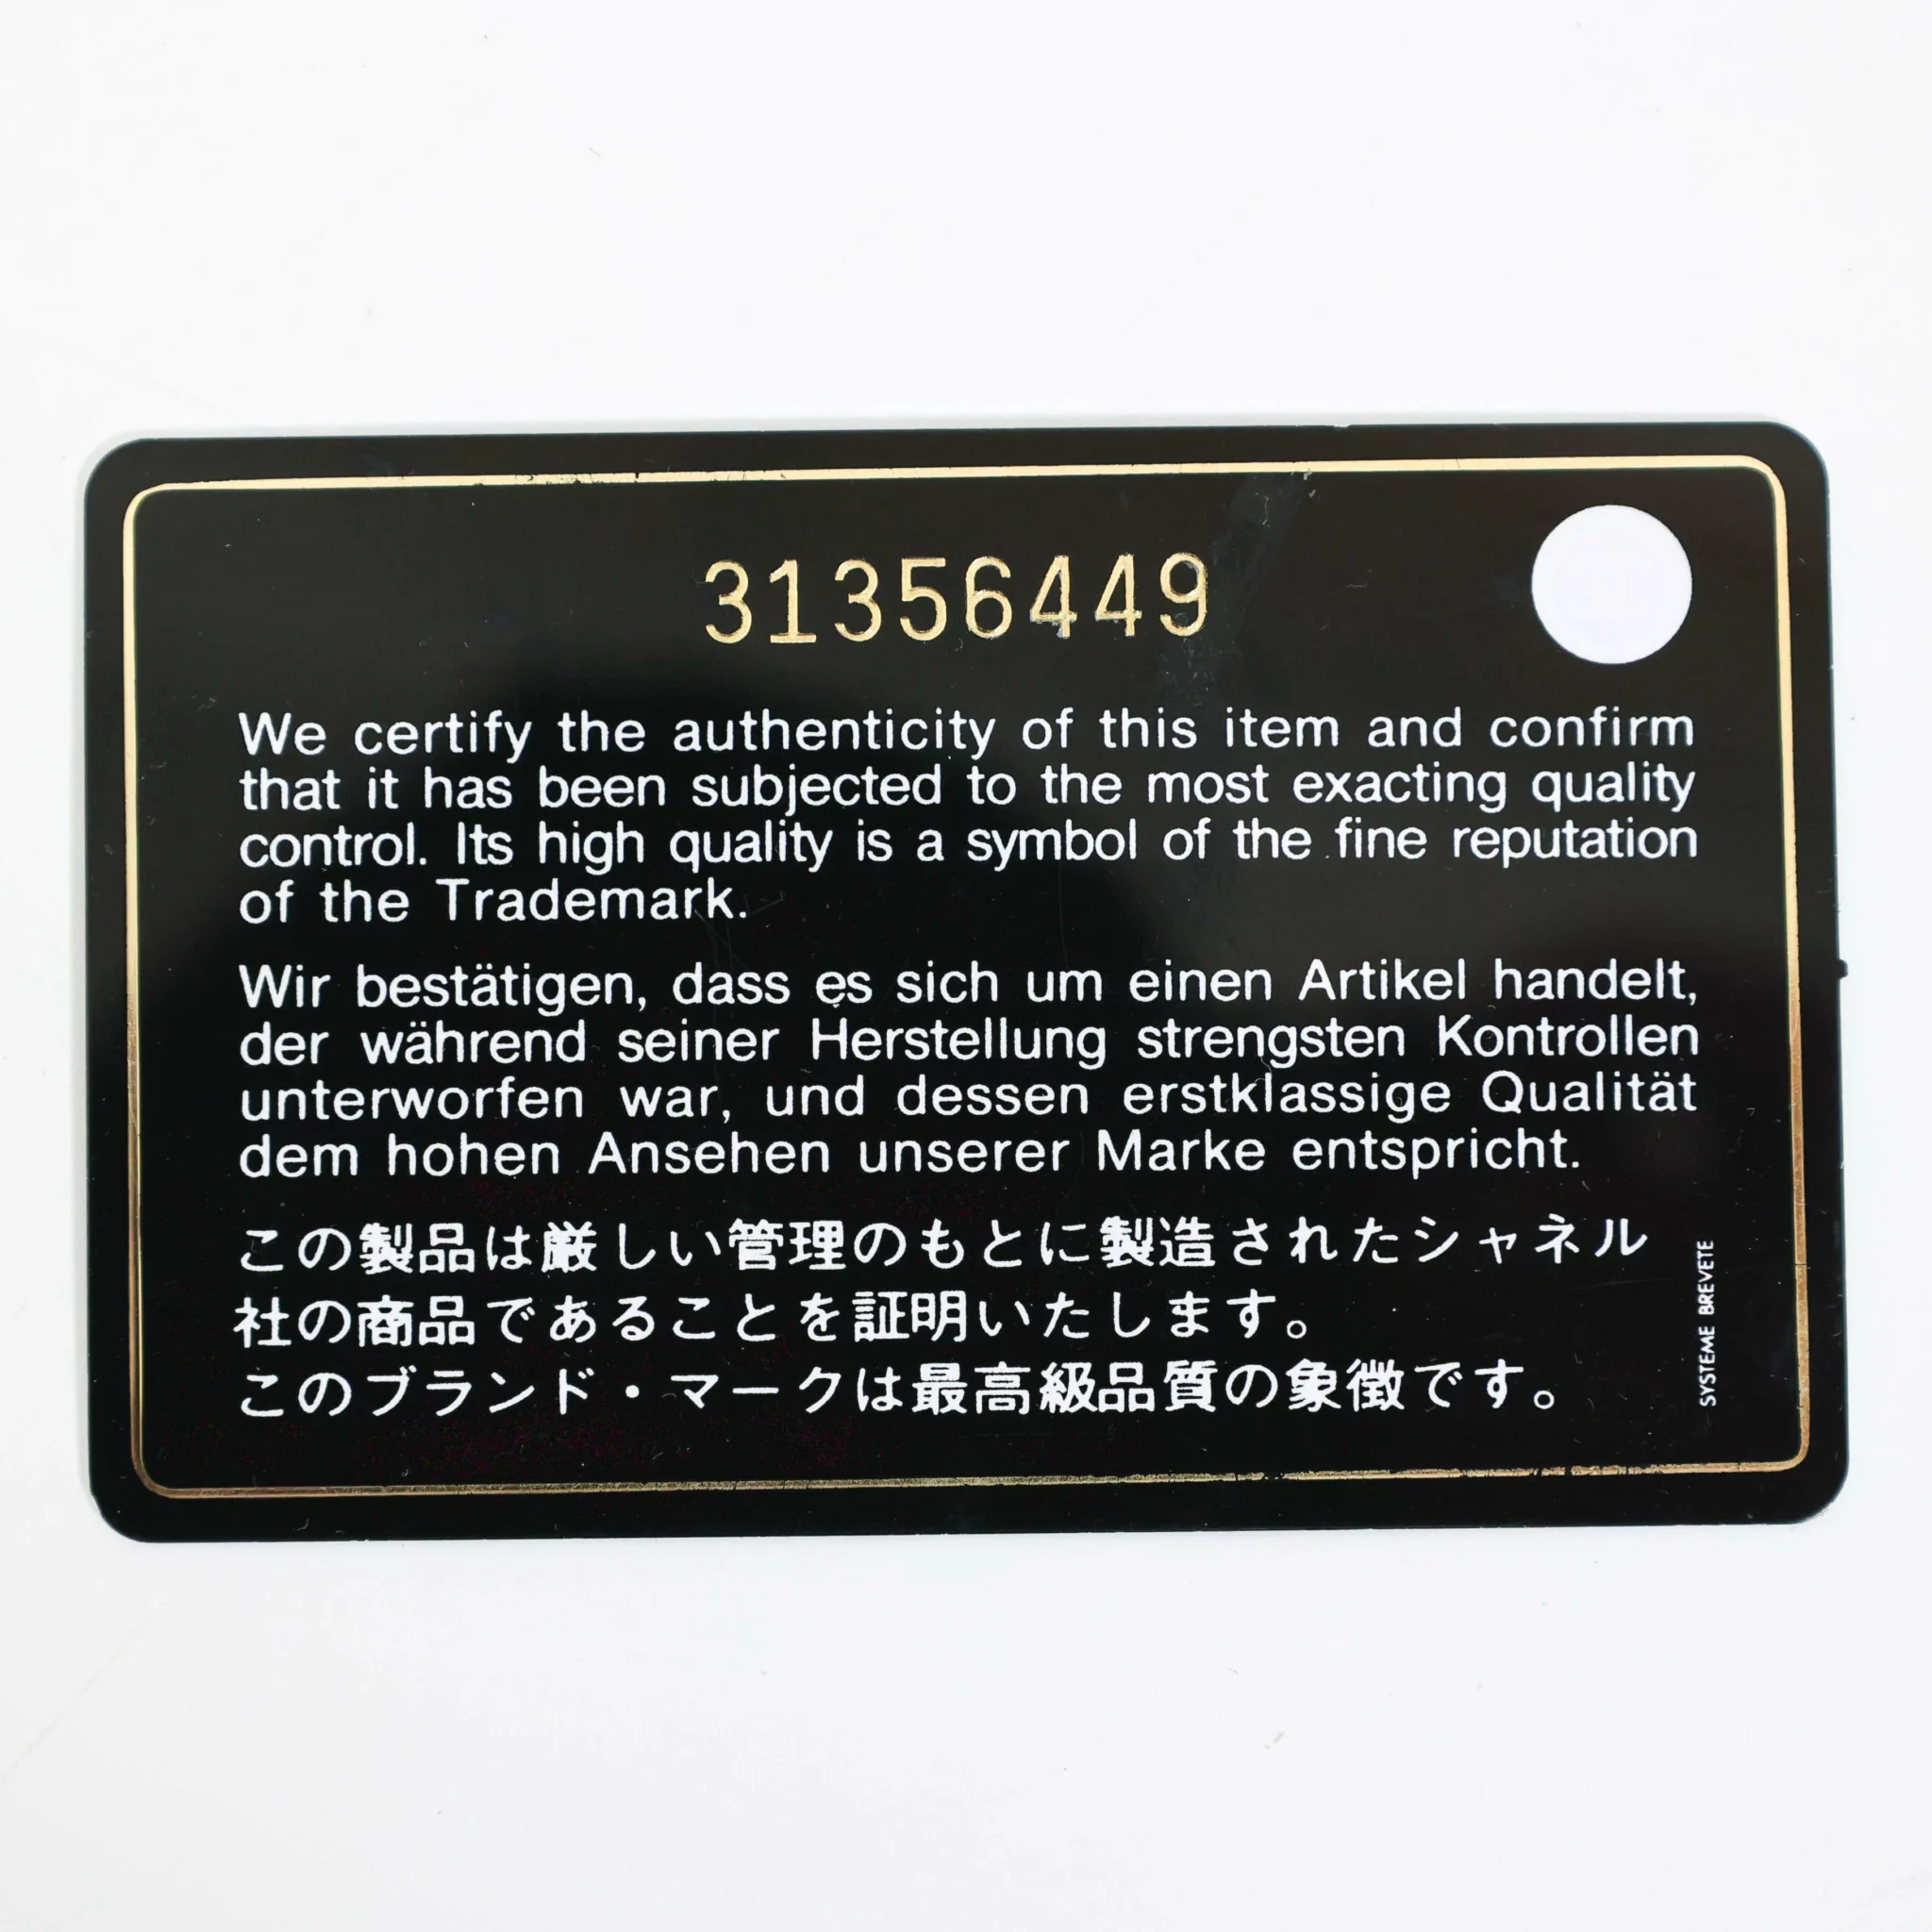 31356449
We certify the authenticity of this item and confirm
that it has been subjected to the most exacting quality
control. Its high quality is a symbol of the fine reputation
of the Trademark.
Wir bestätigen, dass es sich um einen Artikel handelt,
der während seiner Herstellung strengsten Kontrollen
unterworfen war, und dessen erstklassige Qualität
dem hohen Ansehen unserer Marke entspricht.
この製品は厳しい管理のもとに製造されたシャネル
社の商品であることを証明いたします。
このブランド・マークは最高級品質の象徴です。
SYSTEME BREVETE